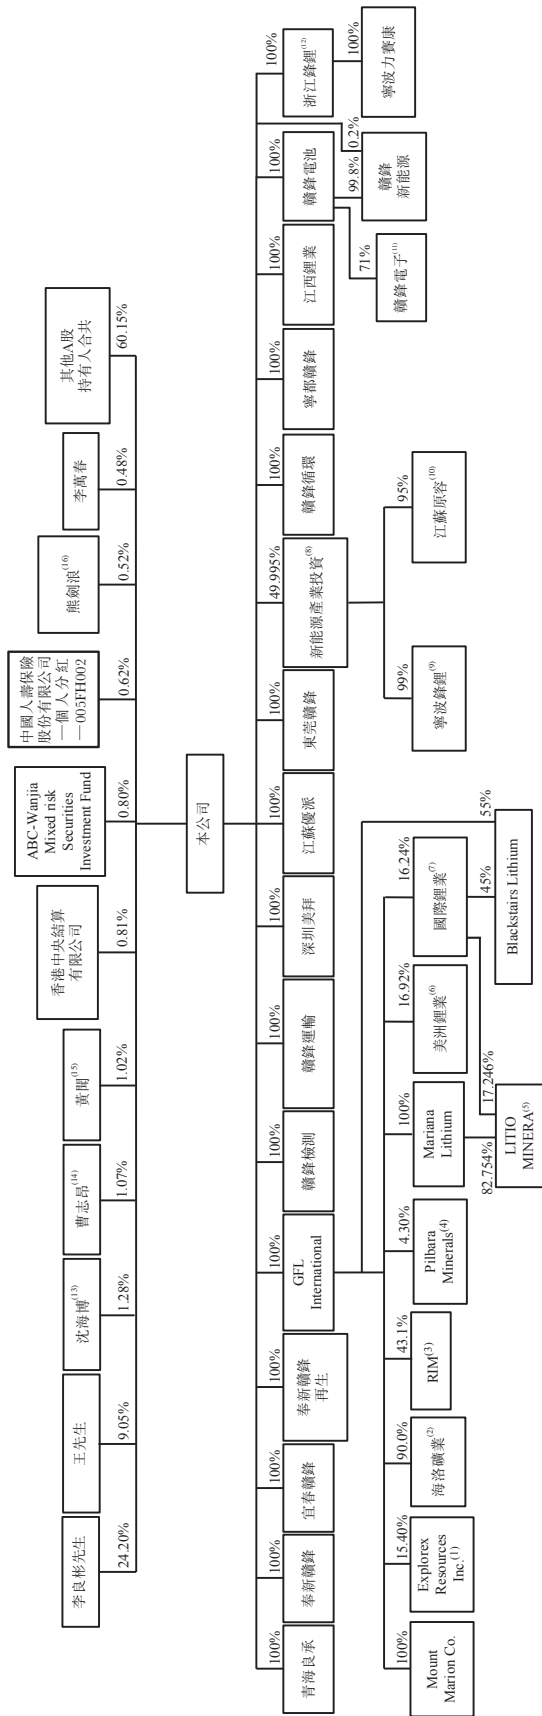 李良彬先生
王先生
沈海博(13)
曹志昂(14)
黃聞(15)
香港中央結算
有限公司
ABC-Wanjia
Mixed risk
Securities
Investment Fund
中國人壽保險
股份有限公司
—個人分紅
—005FH002
熊劍浪(16)
李萬春
其他A股
持有人合共
24.20%
9.05%
1.28%
1.07%
1.02%
0.81%
0.80%
0.62%
0.52%
0.48%
60.15%
本公司
100%
100%
100%
100%
100%
100%
100%
100%
100%
100%
49.995%
100%
100%
100%
100%
100%
青海良承
奉新贛鋒
宜春贛鋒
奉新贛鋒
再生
GFL
International
贛鋒檢測
贛鋒運輸
深圳美拜
江蘇優派
東莞贛鋒
新能源產業投資(8)
贛鋒循環
寧都贛鋒
江西鋰業
贛鋒電池
浙江鋒鋰(12)
99.8%
0.2%
100%
71%
贛鋒電子(11)
贛鋒
新能源
寧波力賽康
100%
15.40%
90.0%
43.1%
4.30%
100%
16.92%
16.24%
55%
99%
95%
Mount
Marion Co.
Explorex
Resources
Inc.(1)
海洛礦業(2)
RIM(3)
Pilbara
Minerals(4)
Mariana
Lithium
美洲鋰業(6)
國際鋰業(7)
寧波鋒鋰(9)
江蘇原容(10)
82.754%
17.246%
45%
LITIO
MINERA(5)
Blackstairs Lithium